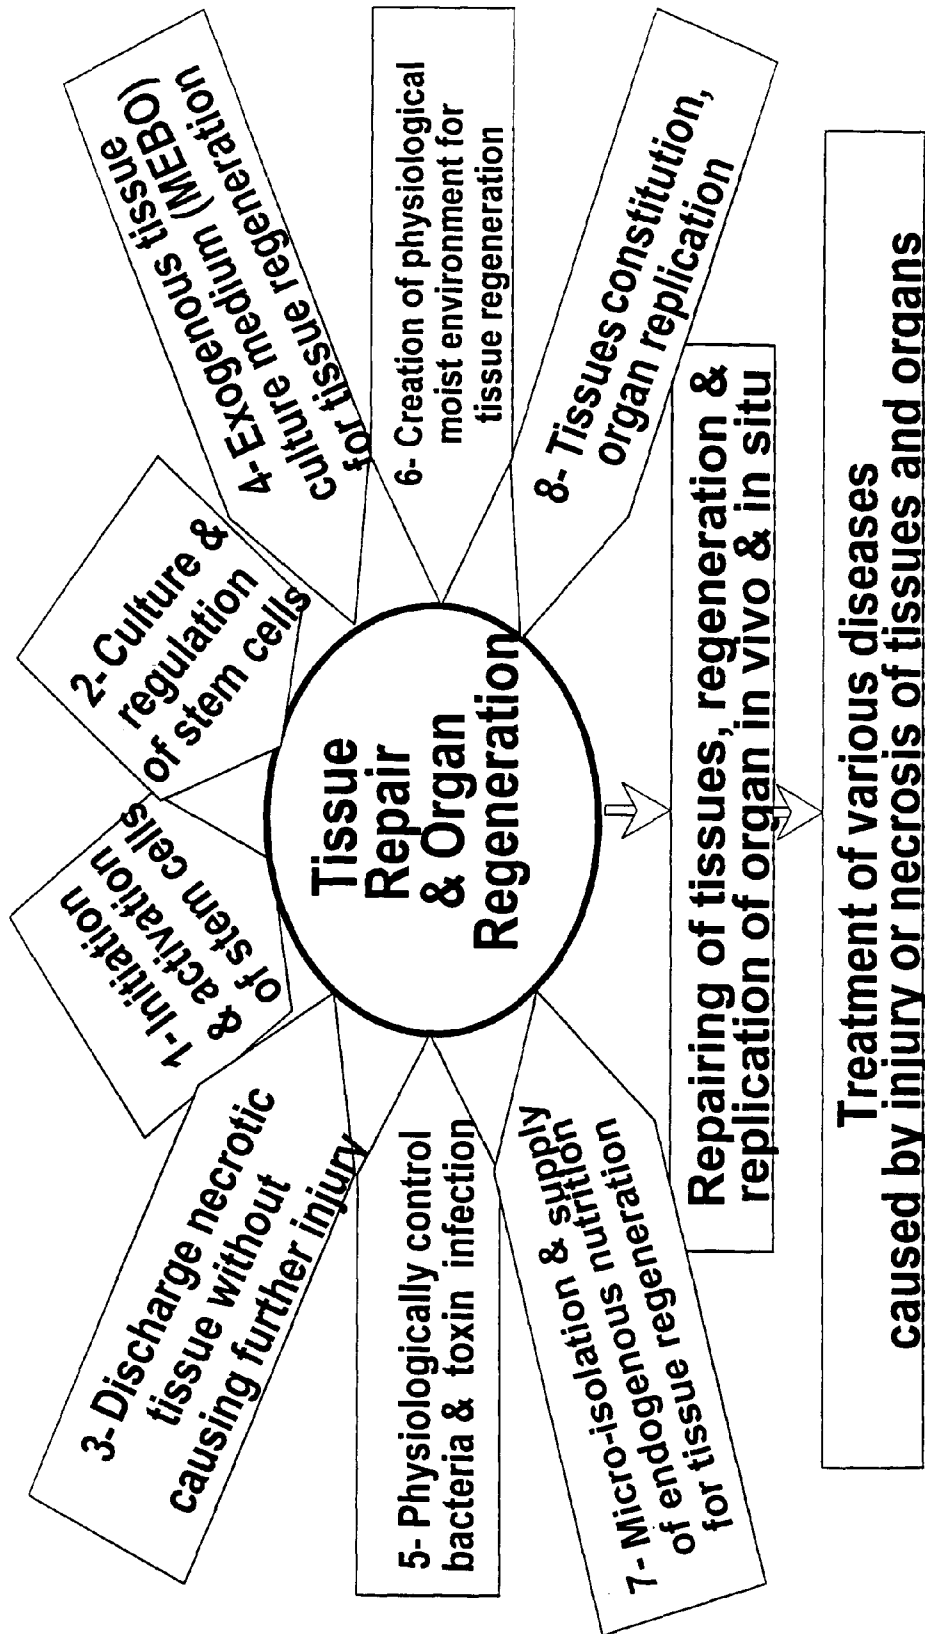 1- Initiation
& activation
of stem cells
2- Culture &
regulation
of stem cells
3- Discharge necrotic
tissue without
causing further injury
4- Exogenous tissue
culture medium (MEBO)
for tissue regeneration
5- Physiologically control
bacteria & toxin infection
6- Creation of physiological
moist environment for
tissue regeneration
7- Micro-isolation & supply
of endogenous nutrition
for tissue regeneration
8- Tissues constitution,
organ replication
Tissue
Repair
& Organ
Regeneration
Repairing of tissues, regeneration &
replication of organ in vivo & in situ
Treatment of various diseases
caused by injury or necrosis of tissues and organs